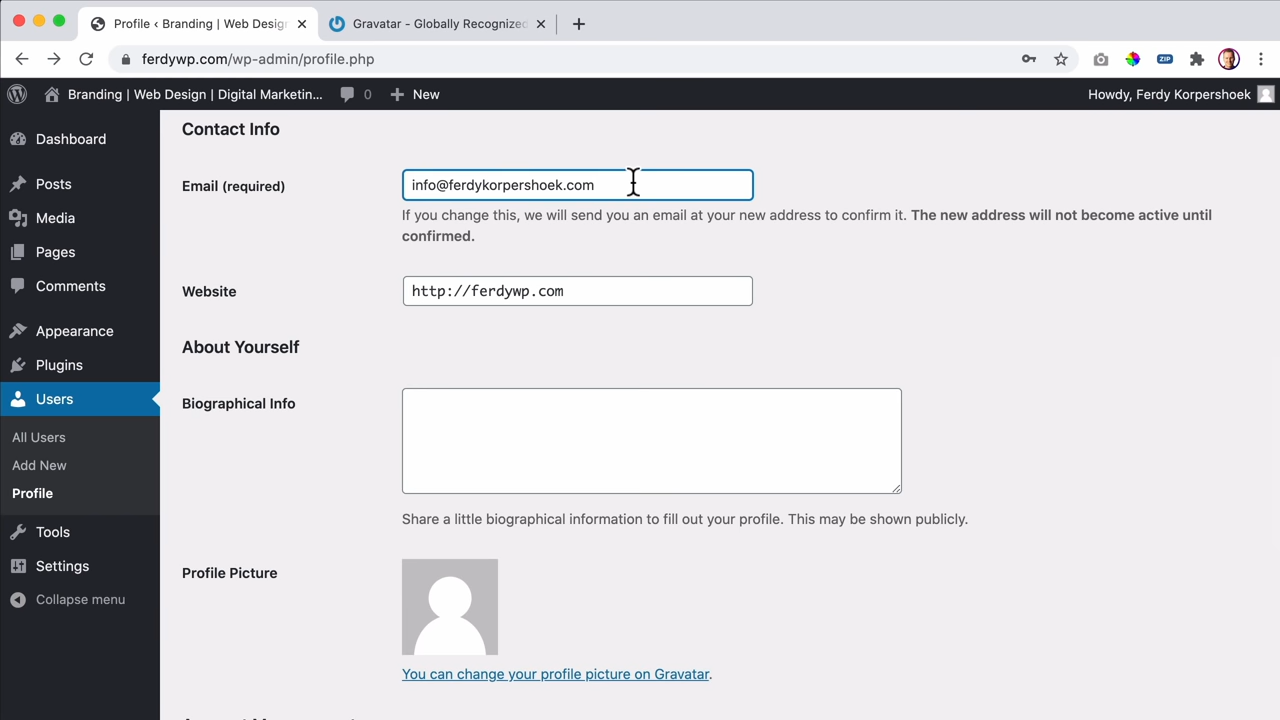 Profile ‹ Branding | Web Design
Gravatar - Globally Recognized
ferdywp.com/wp-admin/profile.php
ZIP
Branding | Web Design | Digital Marketin...
0
New
Howdy, Ferdy Korpershoek
Dashboard
Posts
Media
Pages
Comments
Appearance
Plugins
Users
All Users
Add New
Profile
Tools
Settings
Collapse menu
Contact Info
Email (required)
info@ferdykorpershoek.com
If you change this, we will send you an email at your new address to confirm it. The new address will not become active until
confirmed.
Website
http://ferdywp.com
About Yourself
Biographical Info
Share a little biographical information to fill out your profile. This may be shown publicly.
Profile Picture
You can change your profile picture on Gravatar.